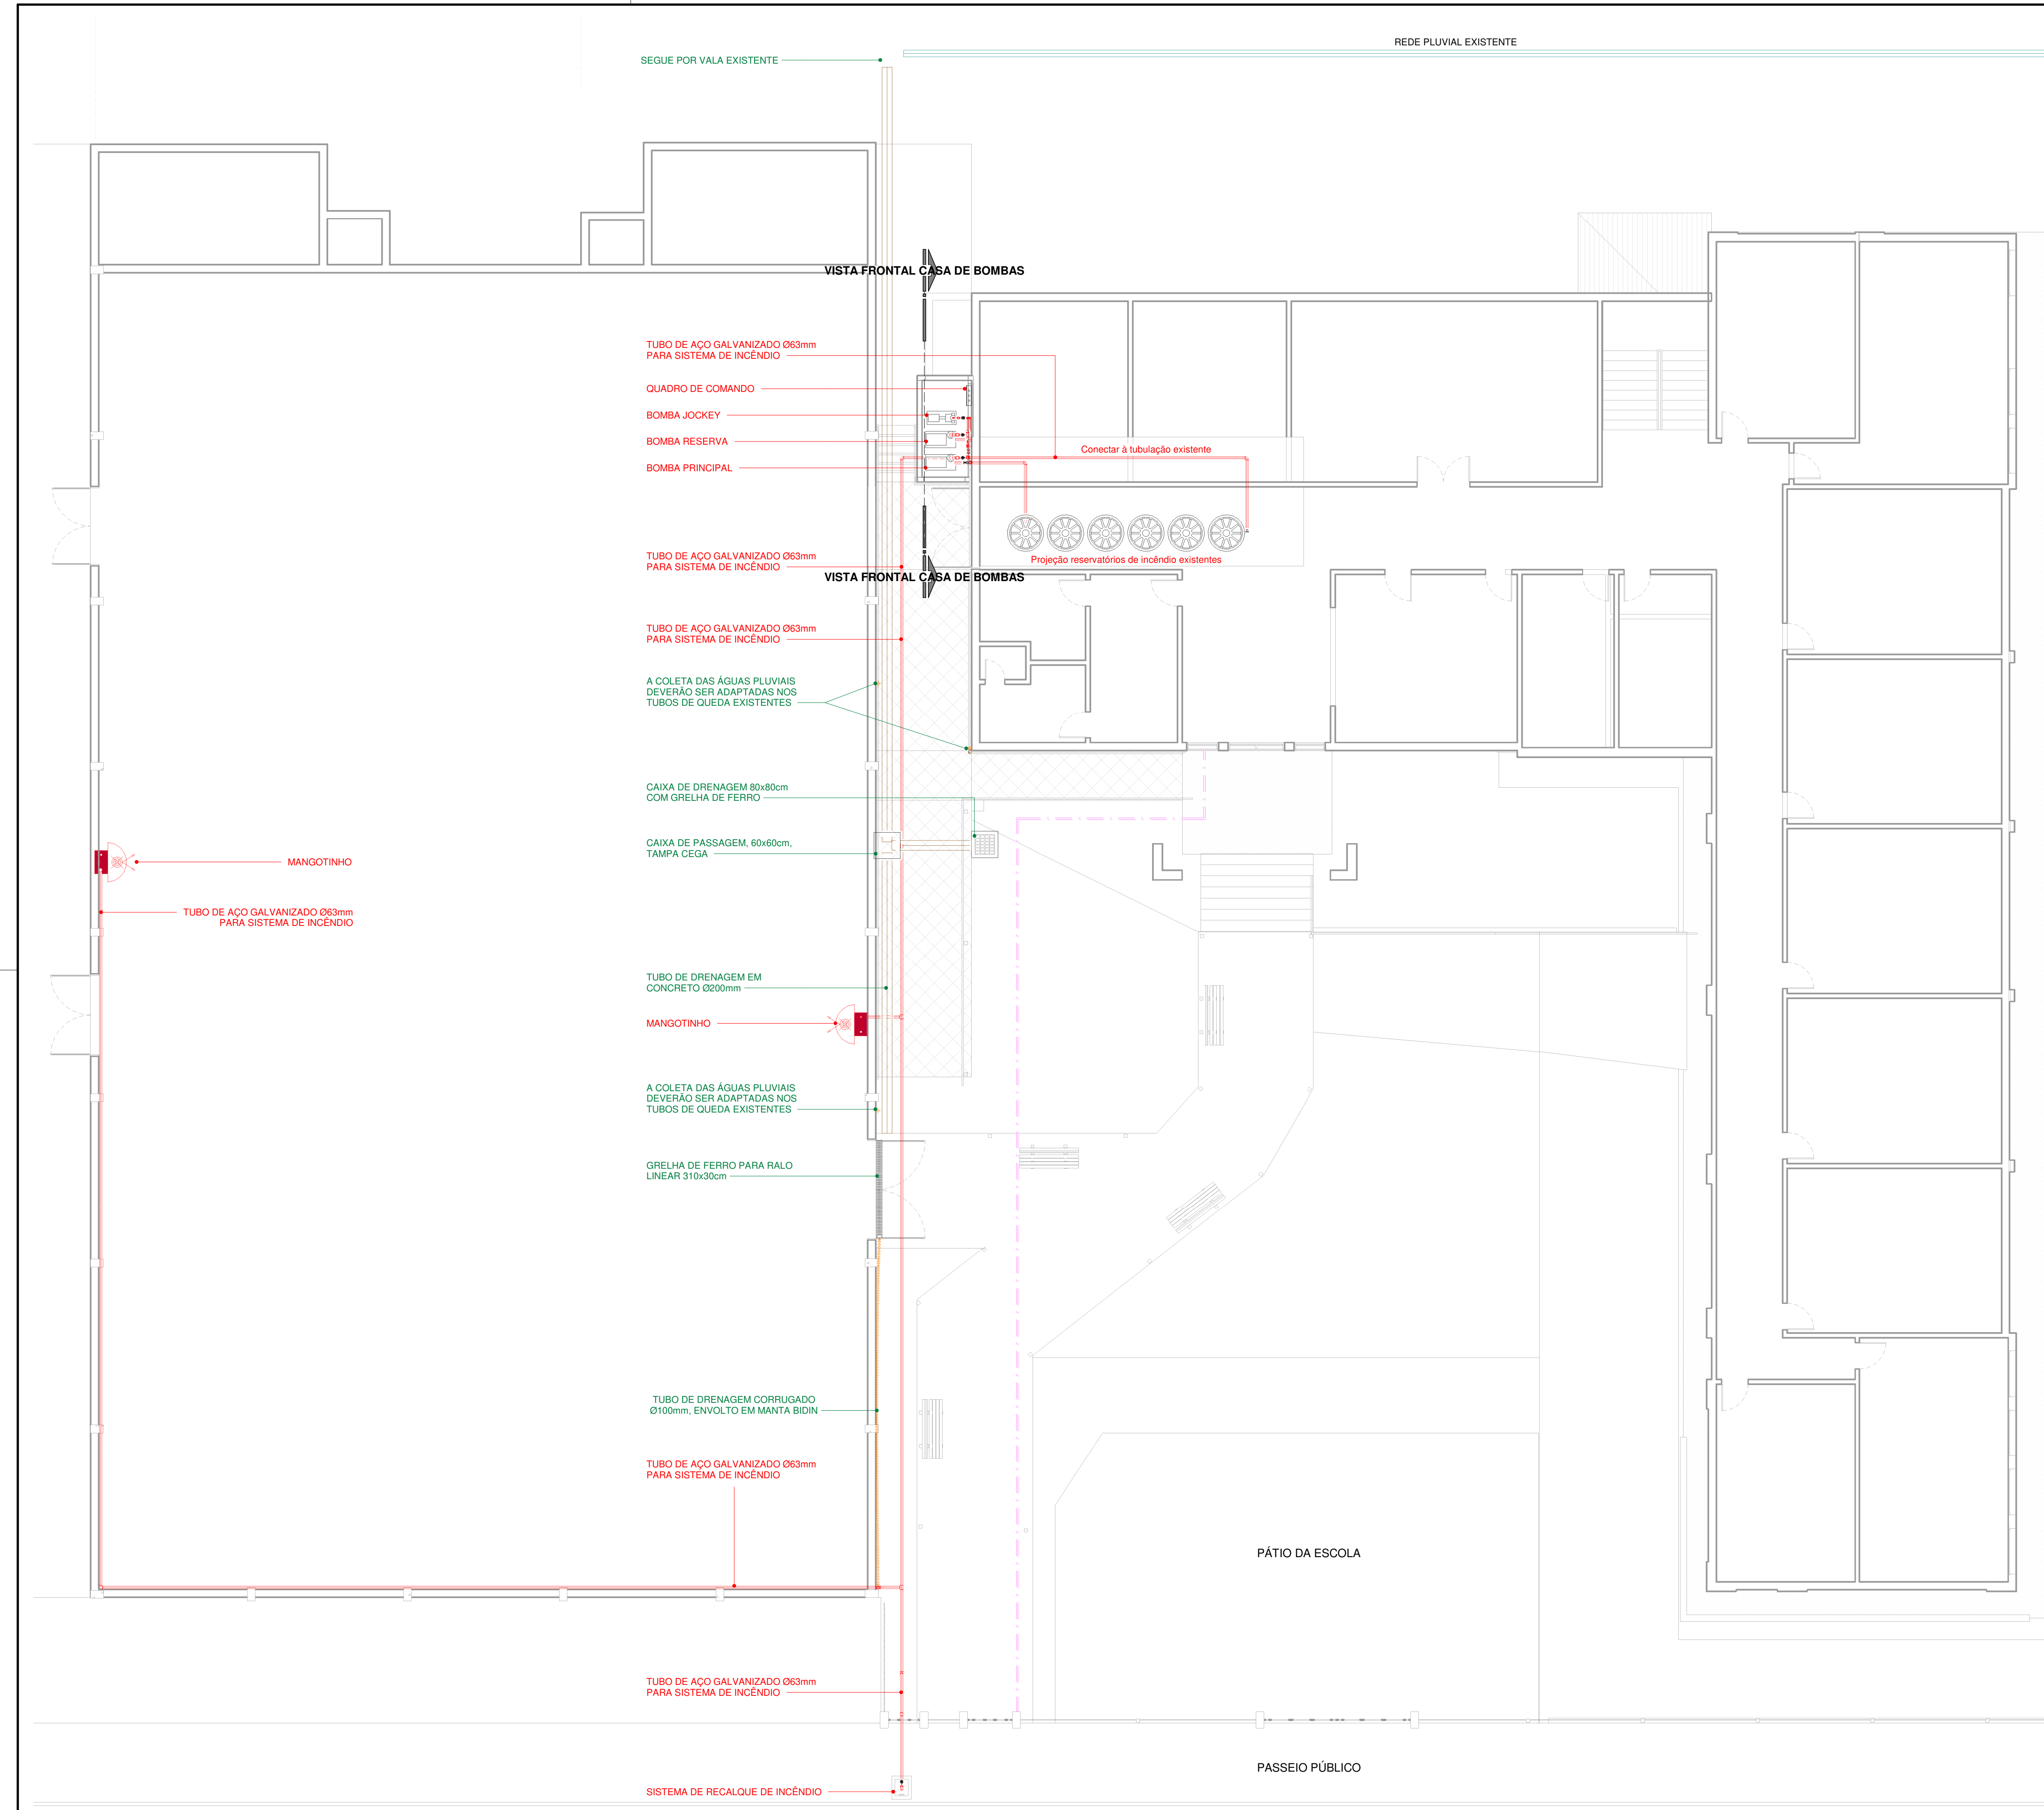 REDE PLUVIAL EXISTENTE
SEGUE POR VALA EXISTENTE
VISTA FRONTAL CASA DE BOMBAS
TUBO DE AÇO GALVANIZADO Ø63mm
PARA SISTEMA DE INCÊNDIO
QUADRO DE COMANDO
BOMBA JOCKEY
BOMBA RESERVA
BOMBA PRINCIPAL
Conectar à tubulação existente
TUBO DE AÇO GALVANIZADO Ø63mm
PARA SISTEMA DE INCÊNDIO
Projeção reservatórios de incêndio existentes
VISTA FRONTAL CASA DE BOMBAS
TUBO DE AÇO GALVANIZADO Ø63mm
PARA SISTEMA DE INCÊNDIO
A COLETA DAS ÁGUAS PLUVIAIS
DEVERÃO SER ADAPTADAS NOS
TUBOS DE QUEDA EXISTENTES
CAIXA DE DRENAGEM 80x80cm
COM GRELHA DE FERRO
CAIXA DE PASSAGEM, 60x60cm,
TAMPA CEGA
MANGOTINHO
TUBO DE AÇO GALVANIZADO Ø63mm
PARA SISTEMA DE INCÊNDIO
TUBO DE DRENAGEM EM
CONCRETO Ø200mm
MANGOTINHO
A COLETA DAS ÁGUAS PLUVIAIS
DEVERÃO SER ADAPTADAS NOS
TUBOS DE QUEDA EXISTENTES
GRELHA DE FERRO PARA RALO
LINEAR 310x30cm
TUBO DE DRENAGEM CORRUGADO
Ø100mm, ENVOLTO EM MANTA BIDIN
TUBO DE AÇO GALVANIZADO Ø63mm
PARA SISTEMA DE INCÊNDIO
PÁTIO DA ESCOLA
TUBO DE AÇO GALVANIZADO Ø63mm
PARA SISTEMA DE INCÊNDIO
PASSEIO PÚBLICO
SISTEMA DE RECALQUE DE INCÊNDIO